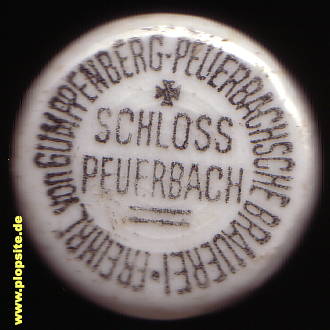 FREIHRL. von GUMPPENBERG-PEUERBACHSCHE BRAUEREI
SCHLOSS
PEUERBACH
www.plopsite.de